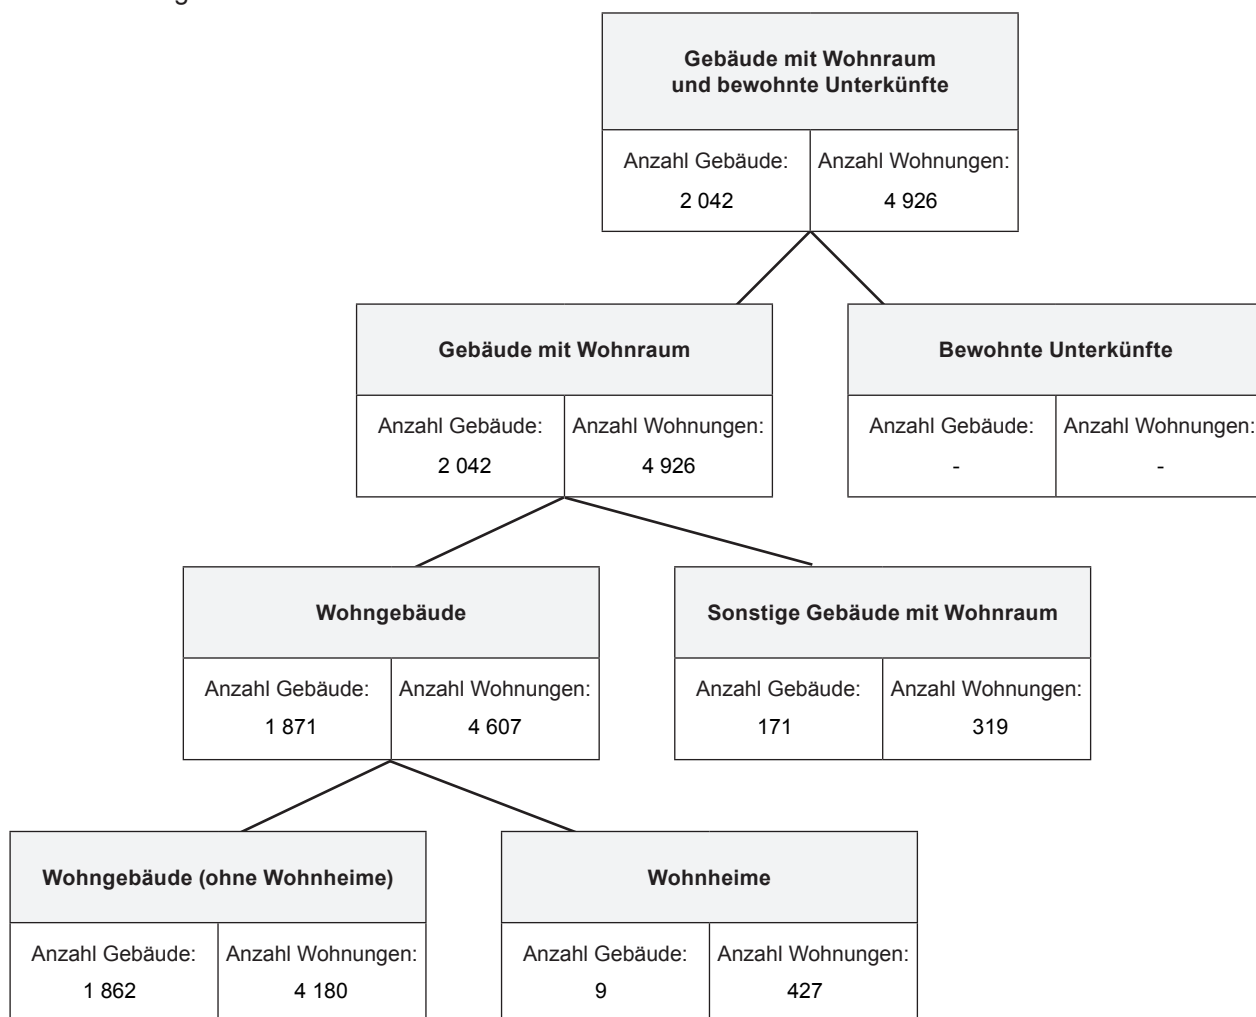 Gebäude mit Wohnraum
und bewohnte Unterkünfte
Anzahl Gebäude: Anzahl Wohnungen:
2 042 4 926
Gebäude mit Wohnraum
Anzahl Gebäude: Anzahl Wohnungen:
2 042 4 926
Bewohnte Unterkünfte
Anzahl Gebäude: Anzahl Wohnungen:
- -
Wohngebäude
Anzahl Gebäude: Anzahl Wohnungen:
1 871 4 607
Sonstige Gebäude mit Wohnraum
Anzahl Gebäude: Anzahl Wohnungen:
171 319
Wohngebäude (ohne Wohnheime)
Anzahl Gebäude: Anzahl Wohnungen:
1 862 4 180
Wohnheime
Anzahl Gebäude: Anzahl Wohnungen:
9 427